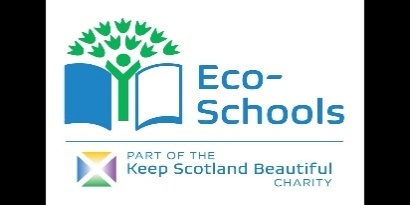 Eco-
Schools
PART OF THE
Keep Scotland Beautiful
CHARITY